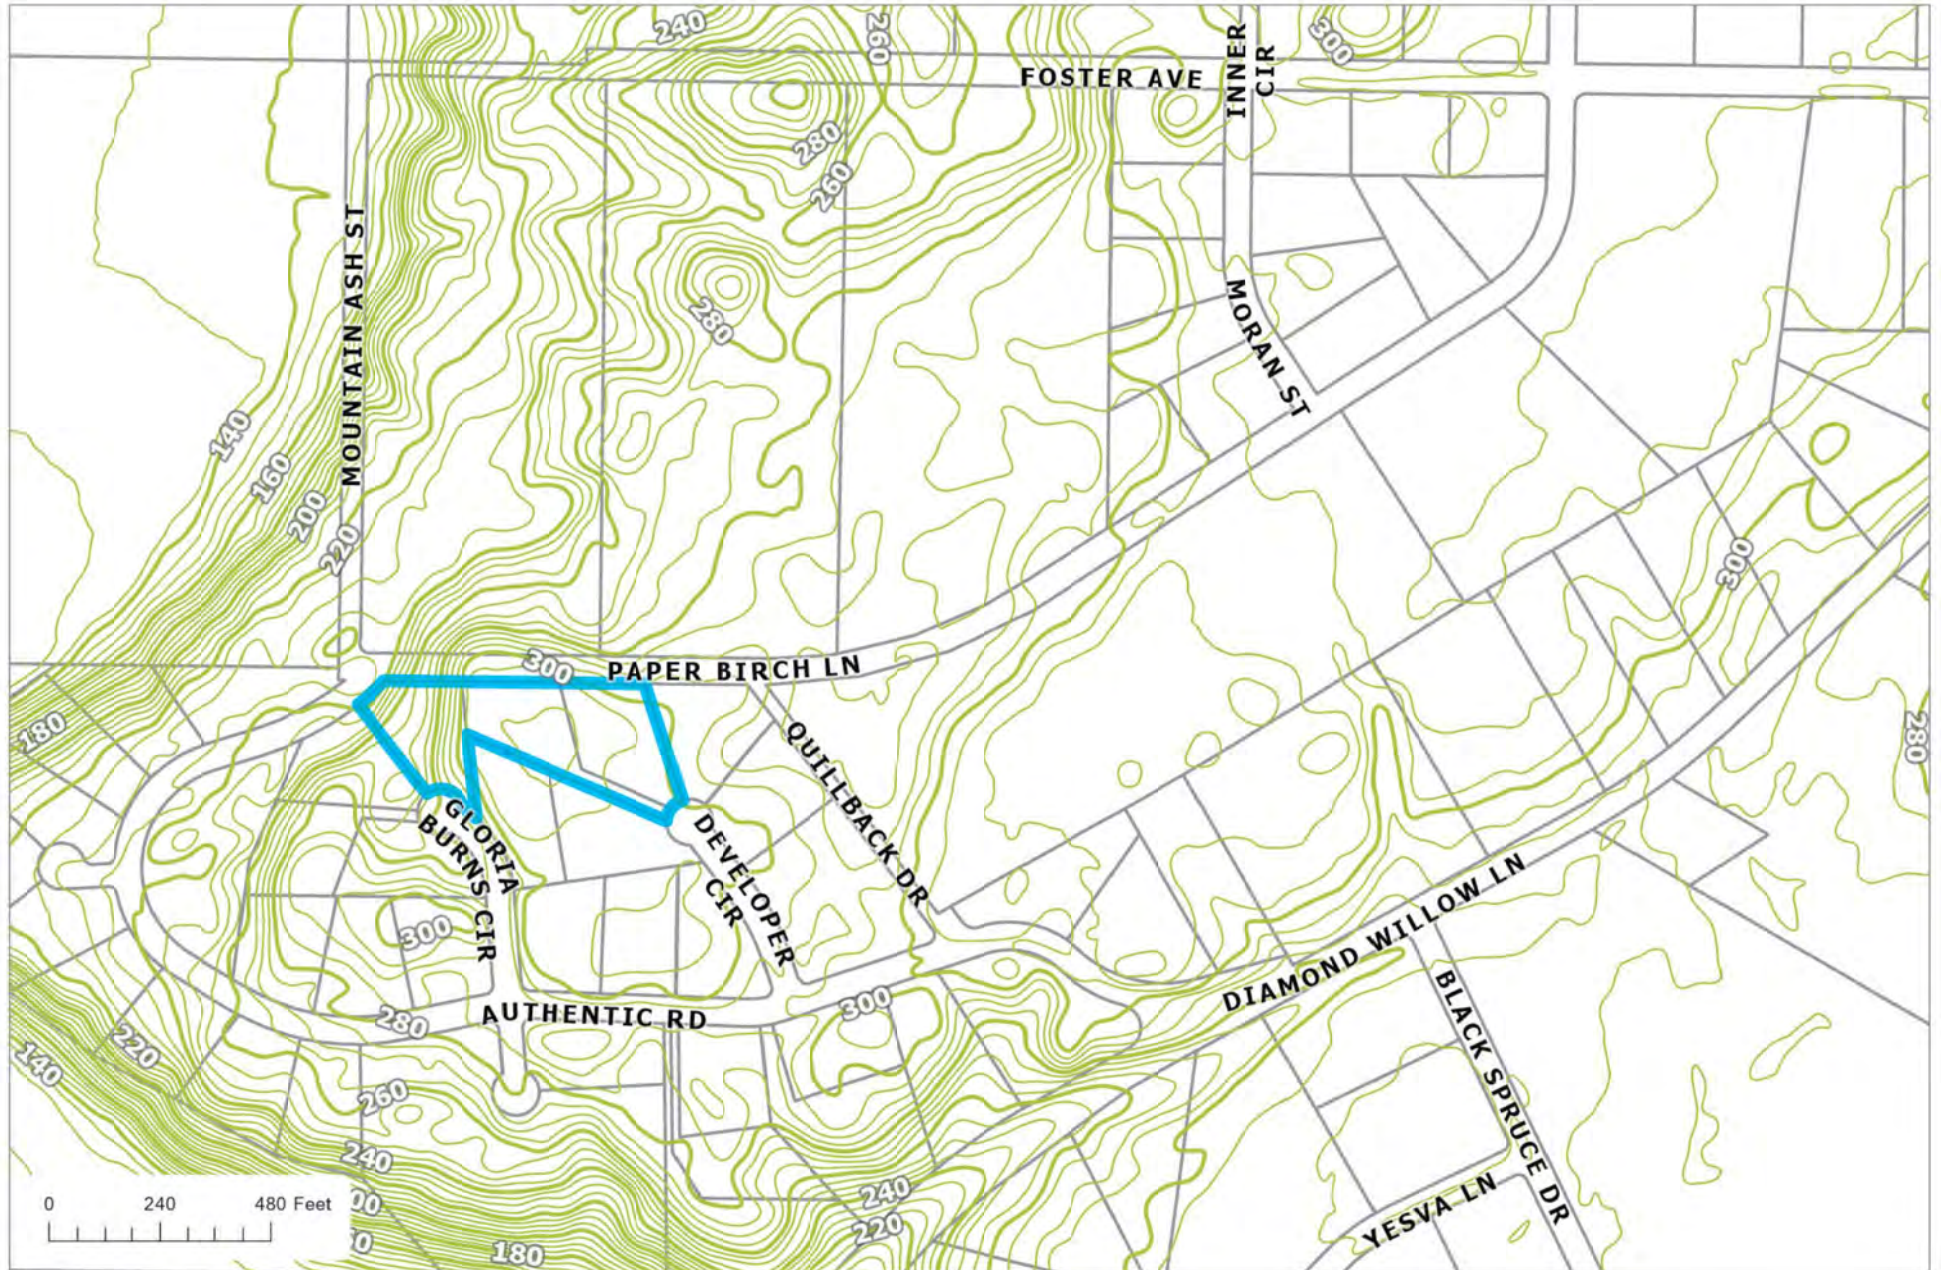 240
260
300
INNER
CIR
FOSTER AVE
280
260
MOUNTAIN ASH ST
280
MORAN ST
140
160
200
220
300
300
PAPER BIRCH LN
180
QUILLBACK DR
280
GLORIA
BURNS CIR
DEVELOPER
CIR
300
DIAMOND WILLOW LN
AUTHENTIC RD
280
300
BLACK SPRUCE DR
220
140
260
240
240
220
YESVA LN
180
0 240 480 Feet